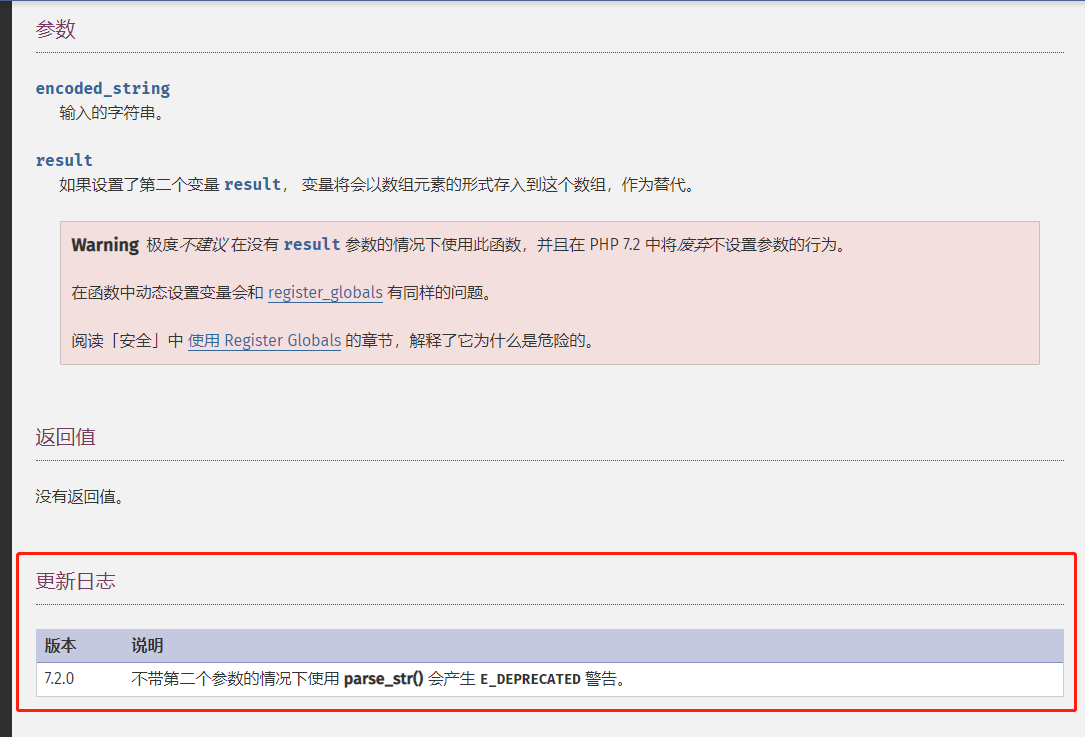 参数
encoded_string
输入的字符串。
result
如果设置了第二个变量 result， 变量将会以数组元素的形式存入到这个数组，作为替代。
Warning 极度不建议 在没有 result 参数的情况下使用此函数，并且在 PHP 7.2 中将废弃不设置参数的行为。
在函数中动态设置变量会和 register_globals 有同样的问题。
阅读「安全」中 使用 Register Globals 的章节，解释了它为什么是危险的。
返回值
没有返回值。
更新日志
版本 说明
7.2.0 不带第二个参数的情况下使用 parse_str() 会产生 E_DEPRECATED 警告。